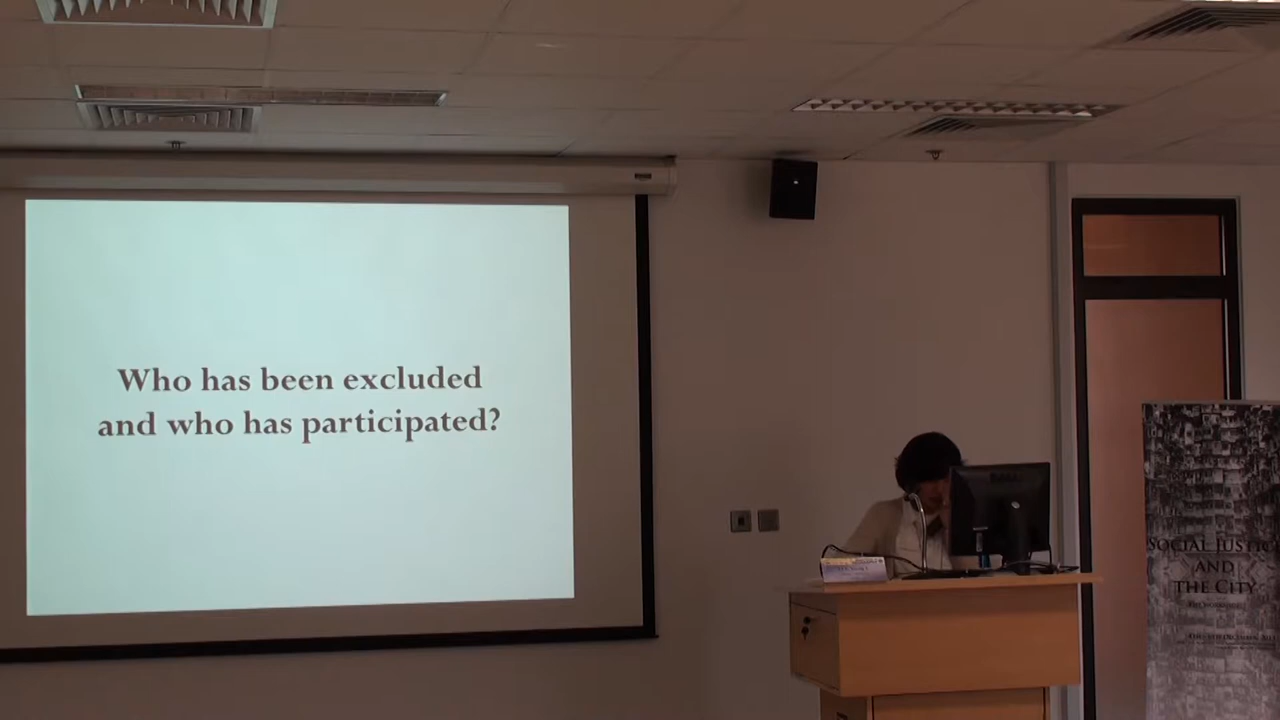 Who has been excluded
and who has participated?
SOCIAL JUSTICE
AND
THE CITY